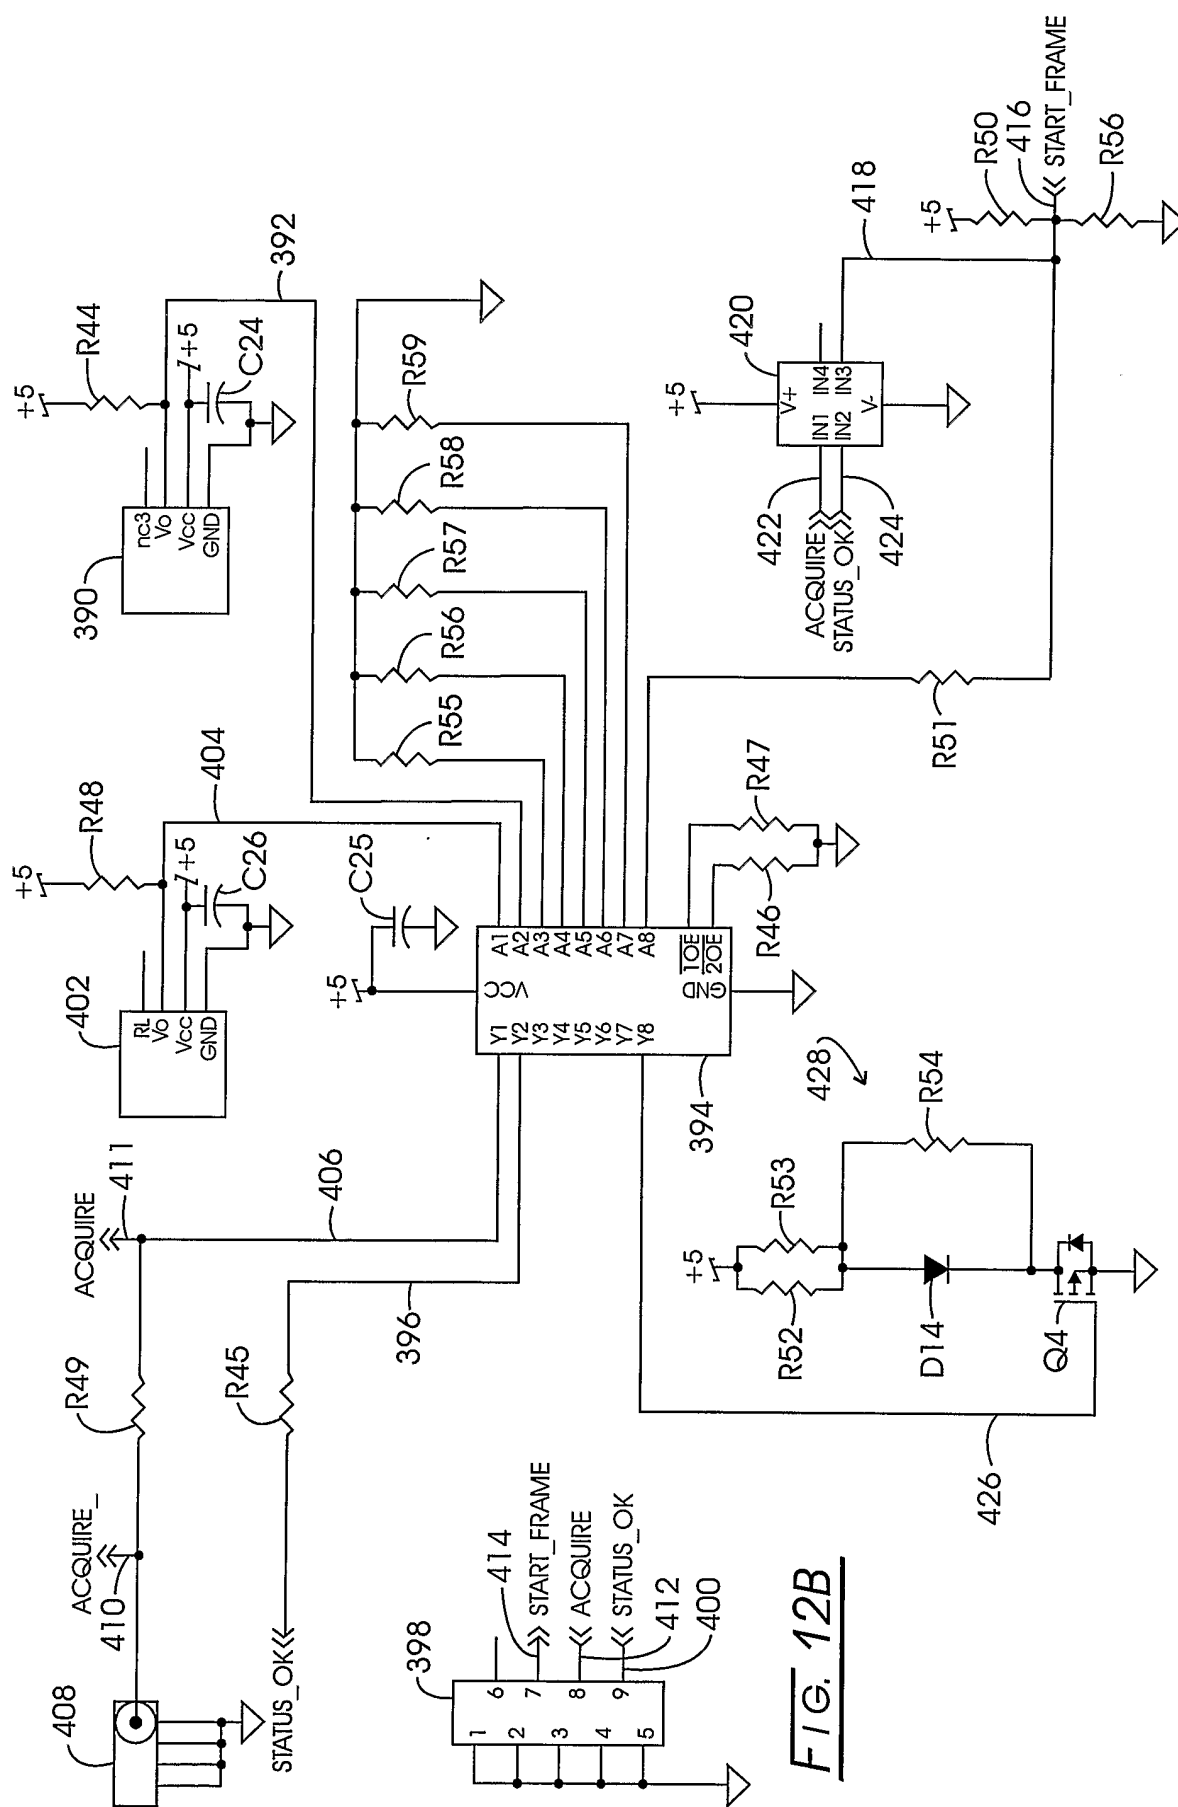 408
410
ACQUIRE_
R49
ACQUIRE
411
STATUS_OK
R45
396
406
402
RL
Vo
Vcc
GND
+5
R48
+5
C26
404
390
nc3
Vo
Vcc
GND
+5
R44
+5
C24
392
+5
C25
R55
R56
R57
R58
R59
VCC
Y1
Y2
Y3
Y4
Y5
Y6
Y7
Y8
A1
A2
A3
A4
A5
A6
A7
A8
1OE
2OE
GND
394
R46
R47
398
1
2
3
4
5
6
7
8
9
414
START_FRAME
ACQUIRE
412
STATUS_OK
400
426
+5
R52
R53
D14
Q4
R54
428
R51
ACQUIRE
STATUS_OK
422
424
+5
V+
IN1
IN2
IN4
IN3
V-
420
418
+5
R50
416
START_FRAME
R56
FIG. 12B